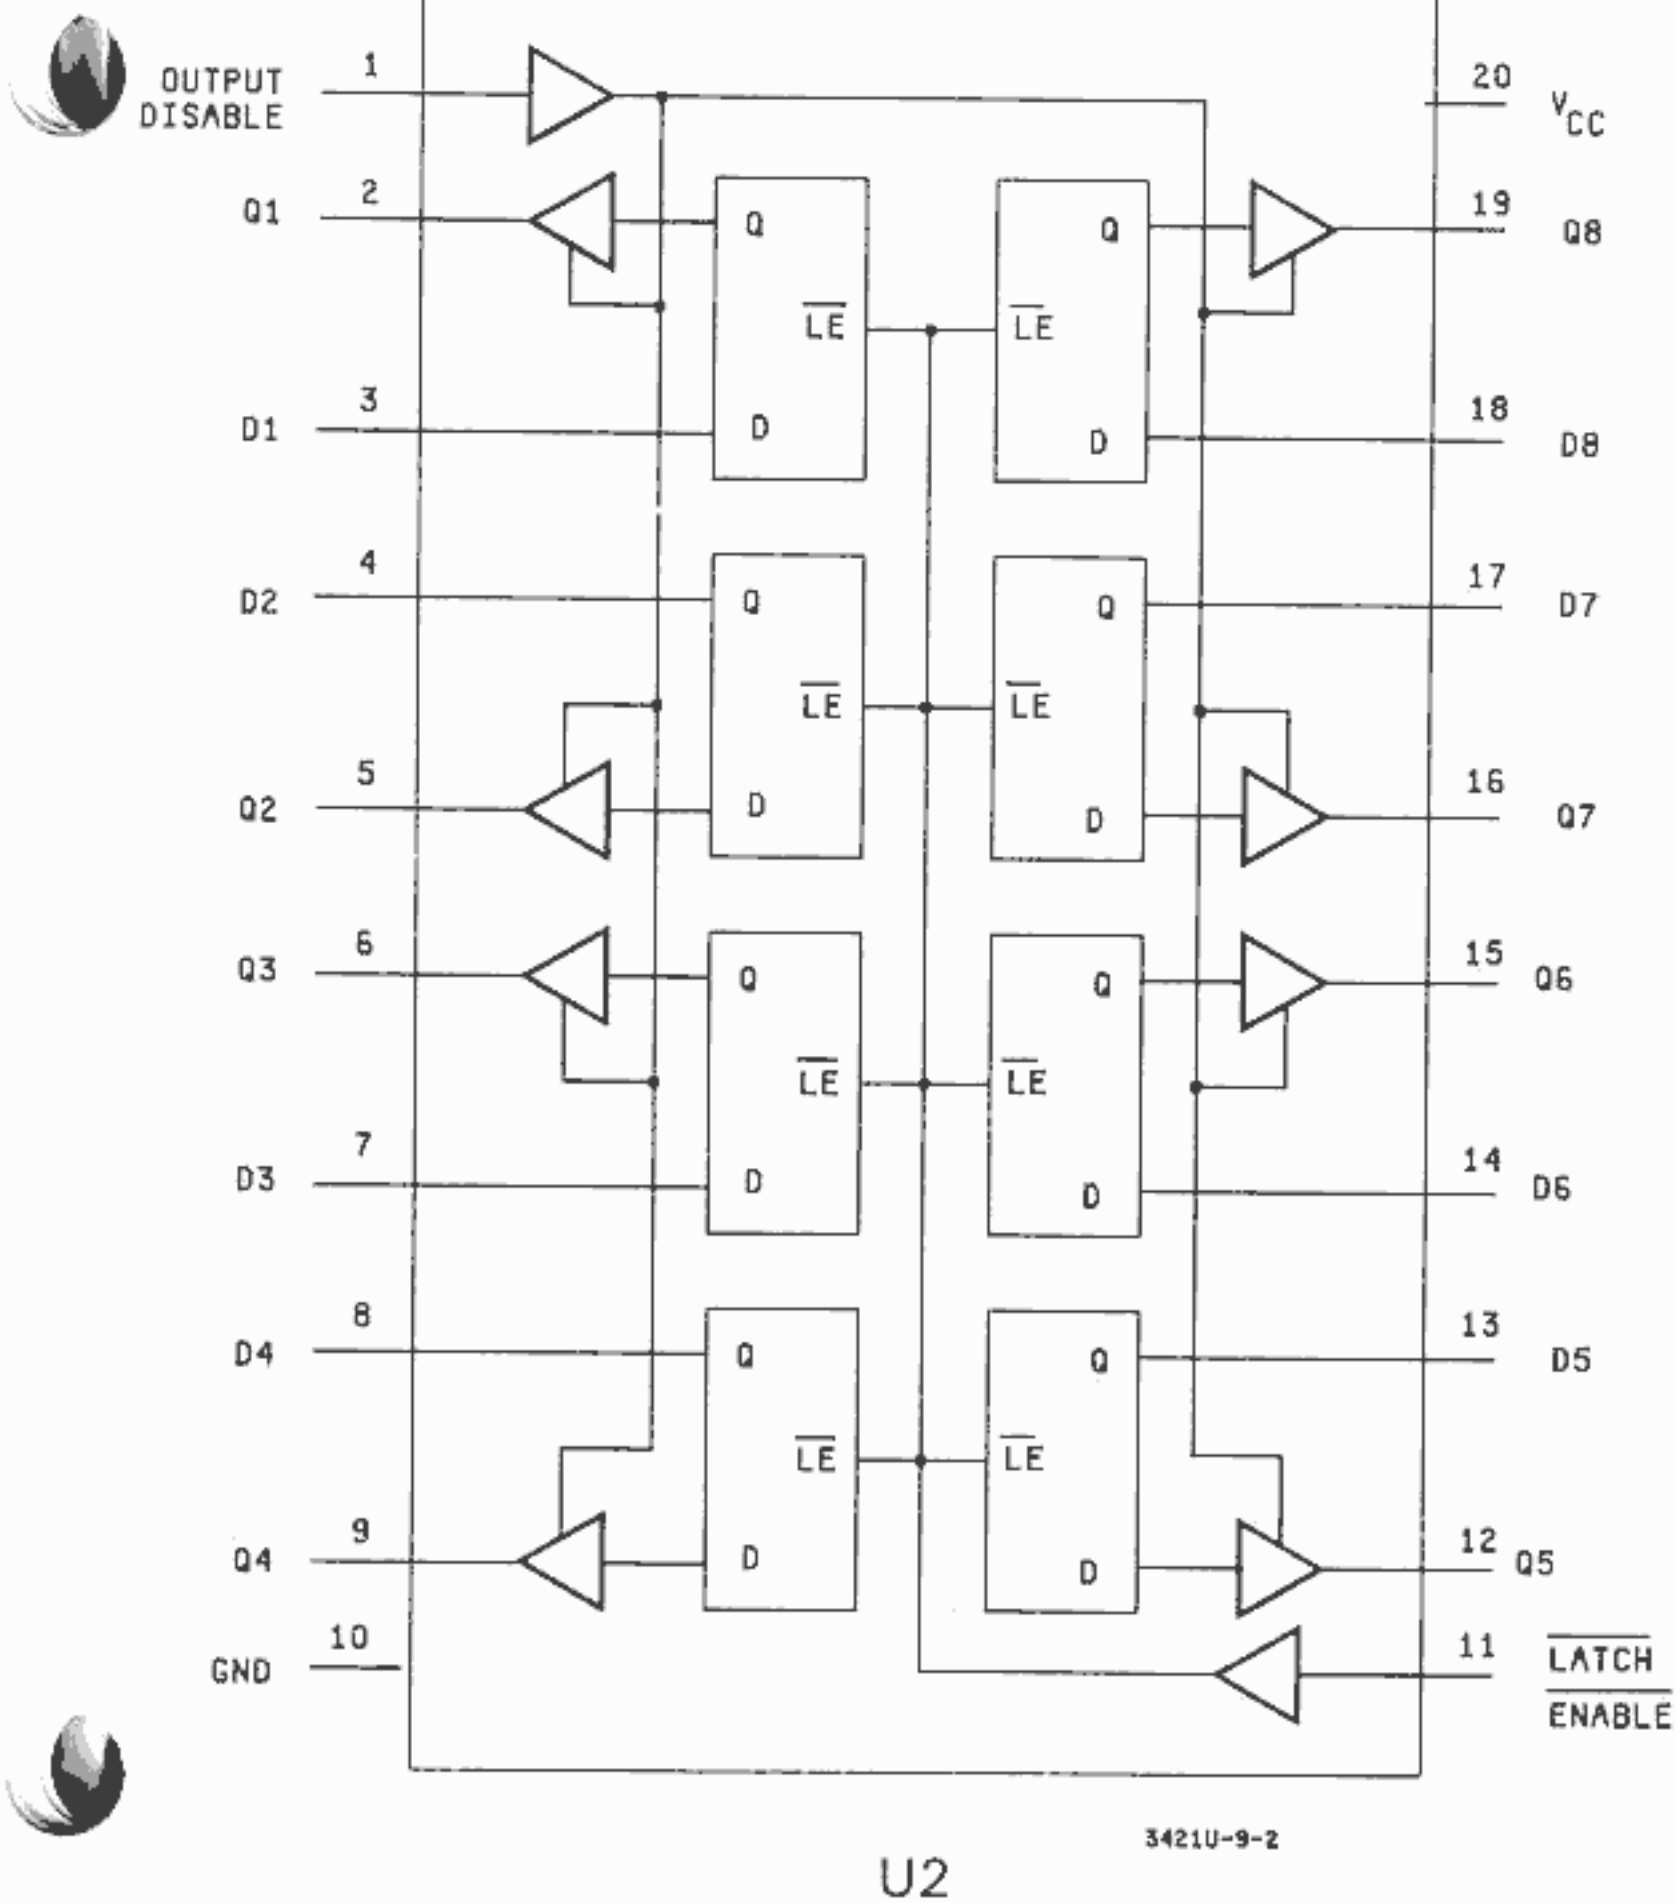 1
OUTPUT
DISABLE
20
VCC
2
Q1
Q
Q
19
Q8
LE
LE
3
D1
D
D
18
D8
4
D2
Q
Q
17
D7
LE
LE
5
Q2
D
D
16
Q7
6
Q3
Q
Q
15
Q6
LE
LE
7
D3
D
D
14
D6
8
D4
Q
Q
13
D5
LE
LE
9
Q4
D
D
12
Q5
10
GND
11
LATCH
ENABLE
3421U-9-2
U2